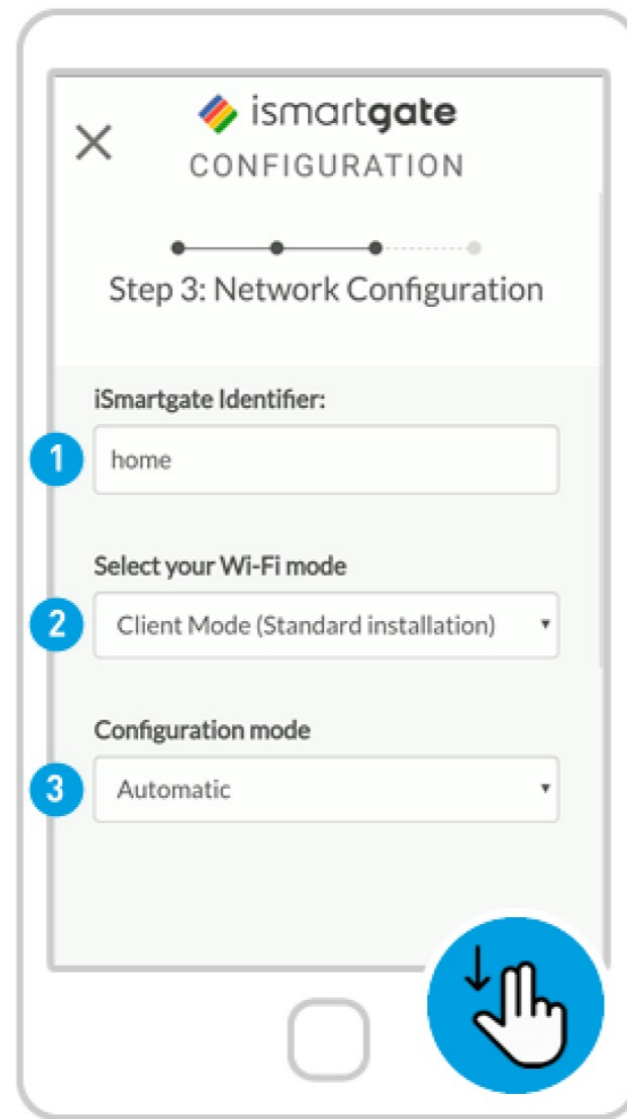 ismartgate
CONFIGURATION
Step 3: Network Configuration
iSmartgate Identifier:
1
home
Select your Wi-Fi mode
2
Client Mode (Standard installation)
Configuration mode
3
Automatic